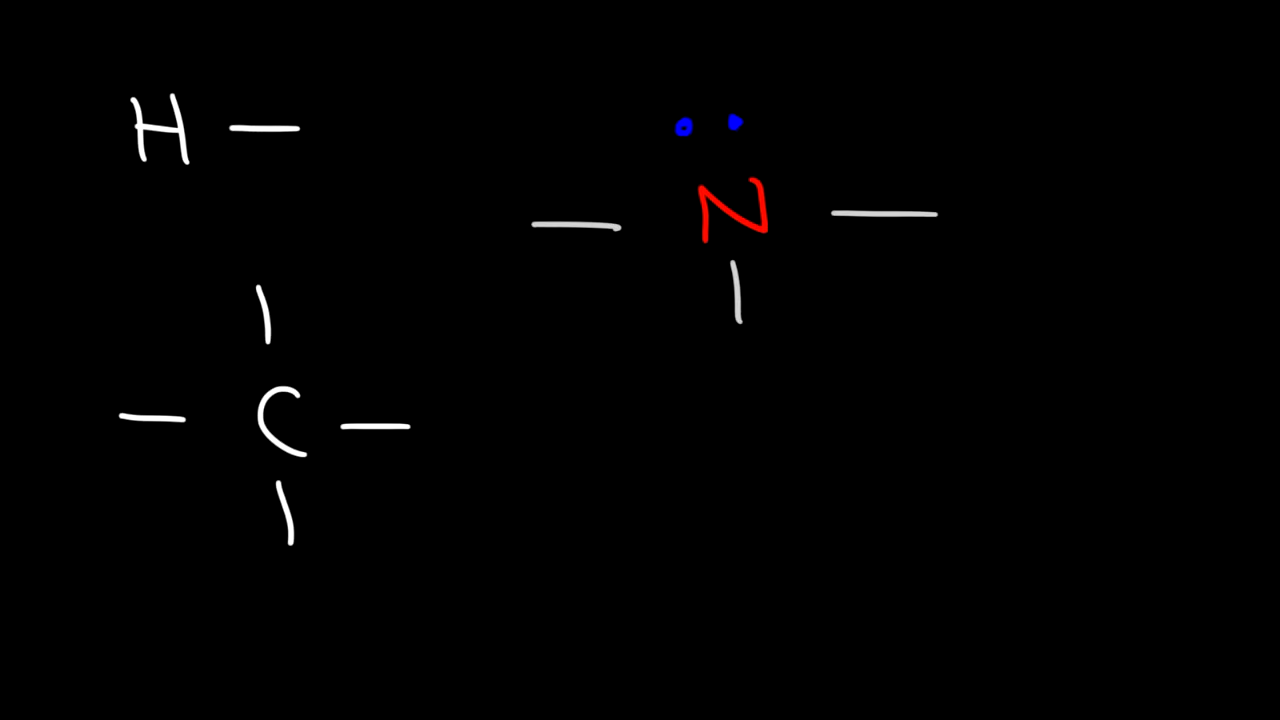 H —
— N —
— C —